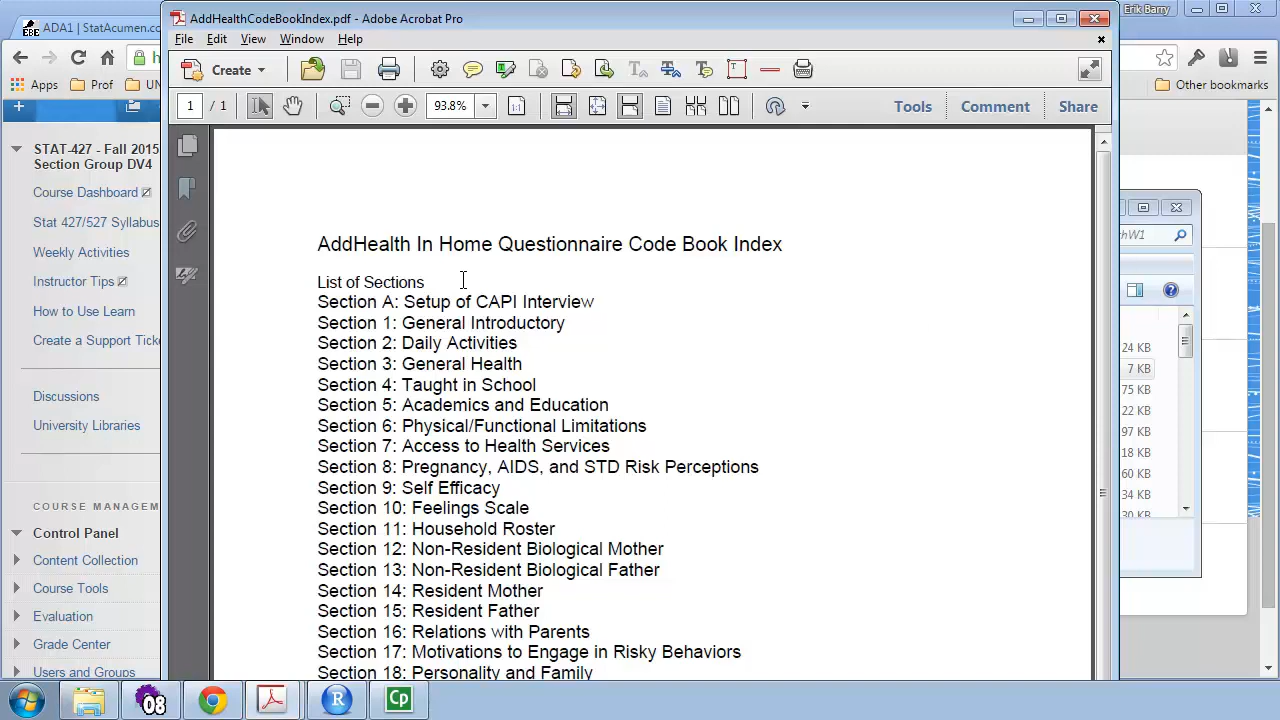 ADA1 | StatAcumen.co
AddHealthCodeBookIndex.pdf - Adobe Acrobat Pro
Erik Barry
File Edit View Window Help
Create
Apps Prof UN
Other bookmarks
1 / 1
93.8%
Tools Comment Share
STAT-427 - Fall 2015
Section Group DV4
Course Dashboard
Stat 427/527 Syllabus
Weekly Activities
Instructor Tips
How to Use Learn
Create a Support Ticke
Discussions
University Libraries
COURSE MANAGEM
Control Panel
Content Collection
Course Tools
Evaluation
Grade Center
Users and Groups
AddHealth In Home Questionnaire Code Book Index
List of Sections
Section A: Setup of CAPI Interview
Section 1: General Introductory
Section 2: Daily Activities
Section 3: General Health
Section 4: Taught in School
Section 5: Academics and Education
Section 6: Physical/Functional Limitations
Section 7: Access to Health Services
Section 8: Pregnancy, AIDS, and STD Risk Perceptions
Section 9: Self Efficacy
Section 10: Feelings Scale
Section 11: Household Roster
Section 12: Non-Resident Biological Mother
Section 13: Non-Resident Biological Father
Section 14: Resident Mother
Section 15: Resident Father
Section 16: Relations with Parents
Section 17: Motivations to Engage in Risky Behaviors
Section 18: Personality and Family
thW1
24 KB
7 KB
75 KB
22 KB
97 KB
18 KB
60 KB
34 KB
30 KB
08
R
Cp